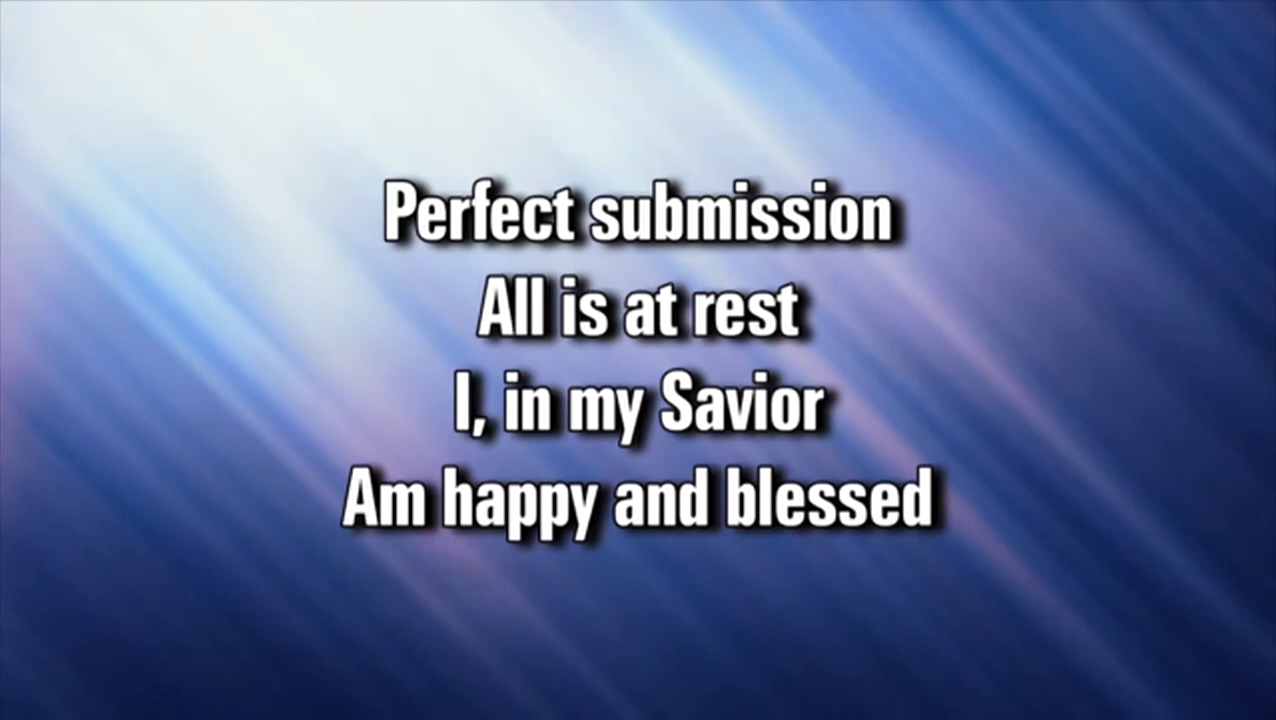 Perfect submission
All is at rest
I, in my Savior
Am happy and blessed